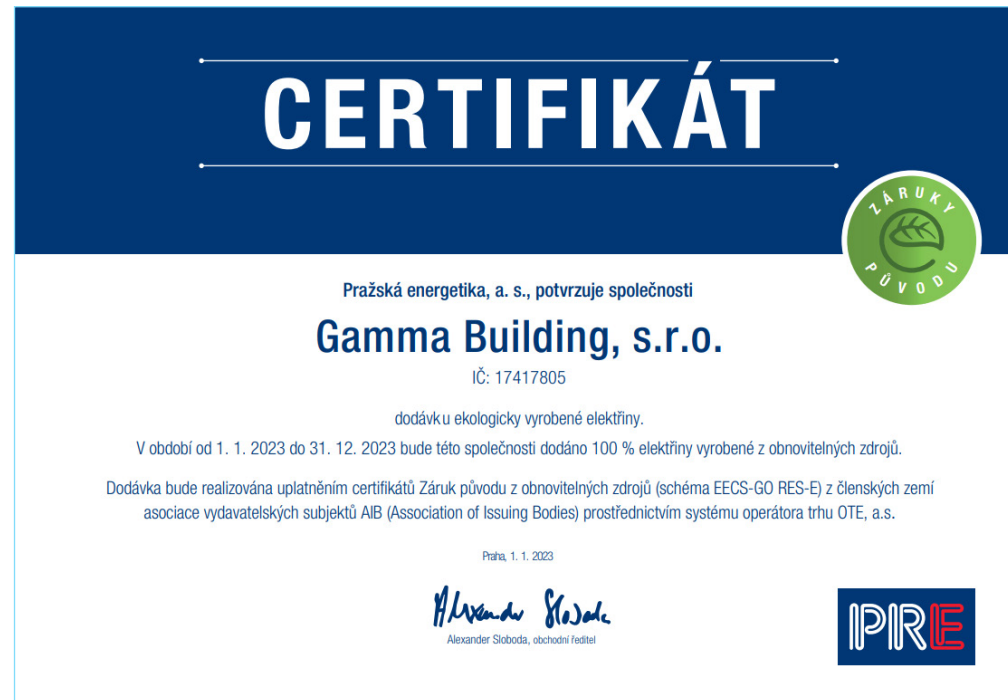 CERTIFIKÁT
ZÁRUKY
PŮVODU
Pražská energetika, a. s., potvrzuje společnosti
Gamma Building, s.r.o.
IČ: 17417805
dodávku ekologicky vyrobené elektřiny.
V období od 1. 1. 2023 do 31. 12. 2023 bude této společnosti dodáno 100 % elektřiny vyrobené z obnovitelných zdrojů.
Dodávka bude realizována uplatněním certifikátů Záruk původu z obnovitelných zdrojů (schéma EECS-GO RES-E) z členských zemí
asociace vydavatelských subjektů AIB (Association of Issuing Bodies) prostřednictvím systému operátora trhu OTE, a.s.
Praha, 1. 1. 2023
Alexander Sloboda
Alexander Sloboda, obchodní ředitel
PRE